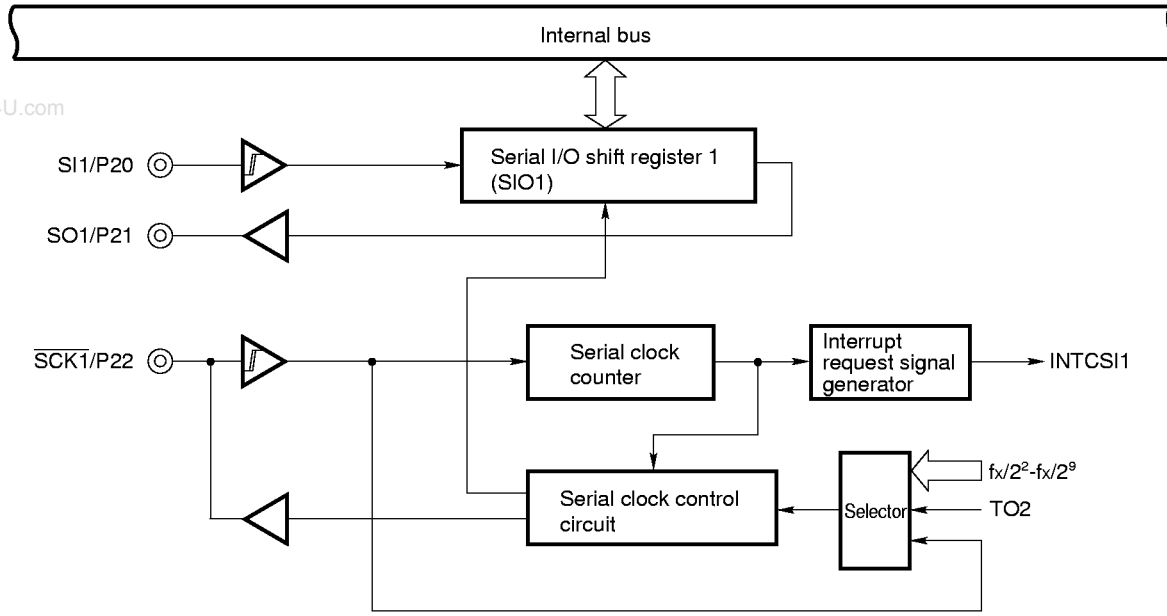 Internal bus
U.com
SI1/P20
Serial I/O shift register 1
(SIO1)
SO1/P21
SCK1/P22
Serial clock
counter
Interrupt
request signal
generator
INTCSI1
fx/2²-fx/2⁹
Serial clock control
circuit
Selector
TO2